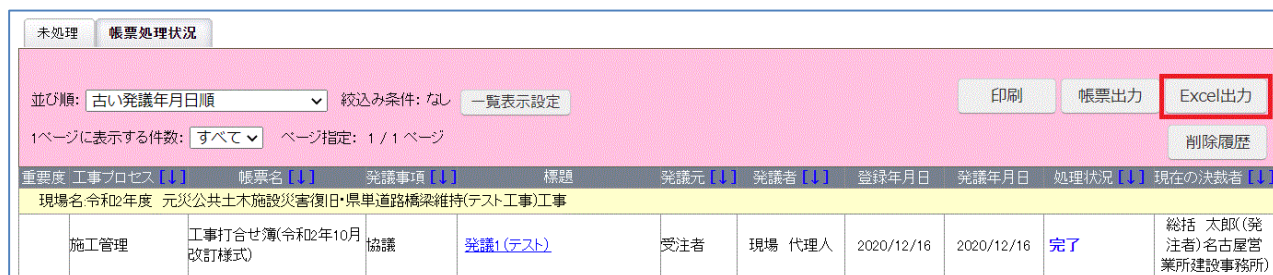 未処理 帳票処理状況
並び順: 古い発議年月日順 絞込み条件: なし 一覧表示設定 印刷 帳票出力 Excel出力
1ページに表示する件数: すべて ページ指定: 1 / 1 ページ 削除履歴
重要度 工事プロセス【↓】 帳票名【↓】 発議事項【↓】 標題 発議元【↓】 発議者【↓】 登録年月日 発議年月日 処理状況【↓】 現在の決裁者【↓】
現場名:令和2年度 元災公共土木施設災害復旧・県単道路橋梁維持(テスト工事)工事
施工管理 工事打合せ簿(令和2年10月改訂様式) 協議 発議1(テスト) 受注者 現場 代理人 2020/12/16 2020/12/16 完了 総括 太郎((発注者)名古屋営業所建設事務所)